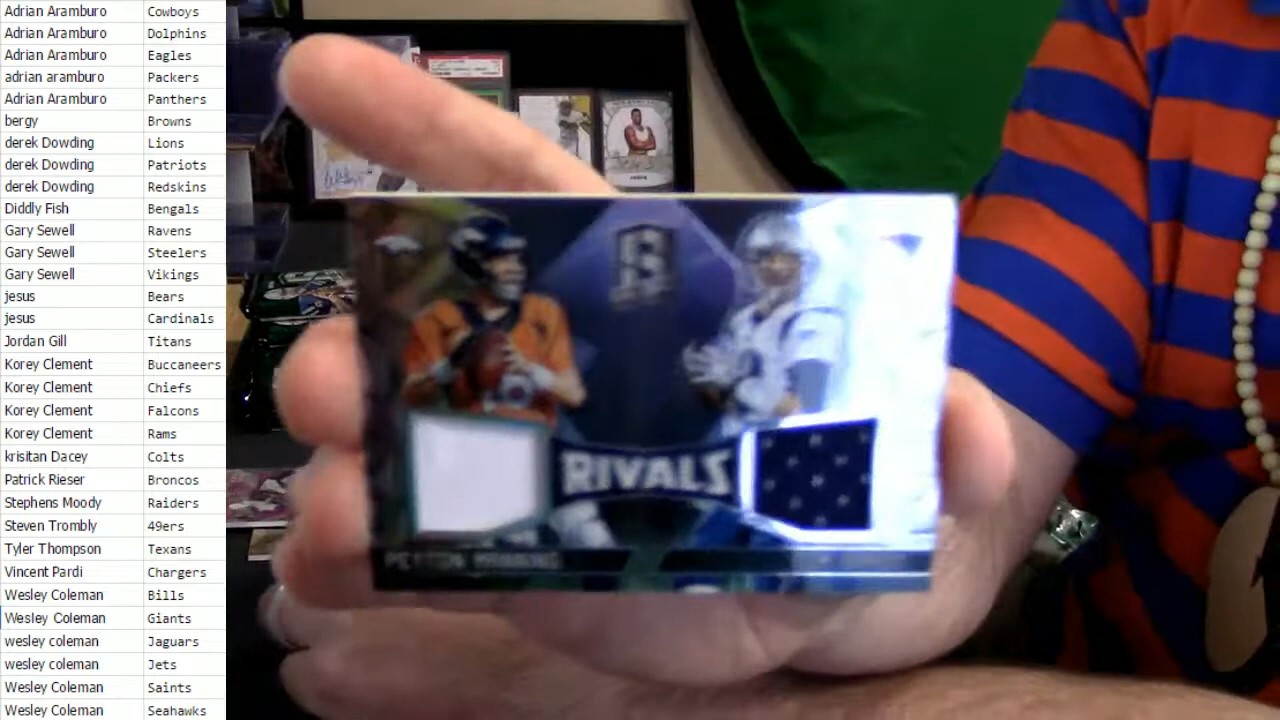 Adrian Aramburo Cowboys
Adrian Aramburo Dolphins
Adrian Aramburo Eagles
adrian aramburo Packers
Adrian Aramburo Panthers
bergy Browns
derek Dowding Lions
derek Dowding Patriots
derek Dowding Redskins
Diddly Fish Bengals
Gary Sewell Ravens
Gary Sewell Steelers
Gary Sewell Vikings
jesus Bears
jesus Cardinals
Jordan Gill Titans
Korey Clement Buccaneers
Korey Clement Chiefs
Korey Clement Falcons
Korey Clement Rams
krisitan Dacey Colts
Patrick Rieser Broncos
Stephens Moody Raiders
Steven Trombly 49ers
Tyler Thompson Texans
Vincent Pardi Chargers
Wesley Coleman Bills
Wesley Coleman Giants
wesley coleman Jaguars
wesley coleman Jets
Wesley Coleman Saints
Wesley Coleman Seahawks
RIVALS
PEYTON MANNING